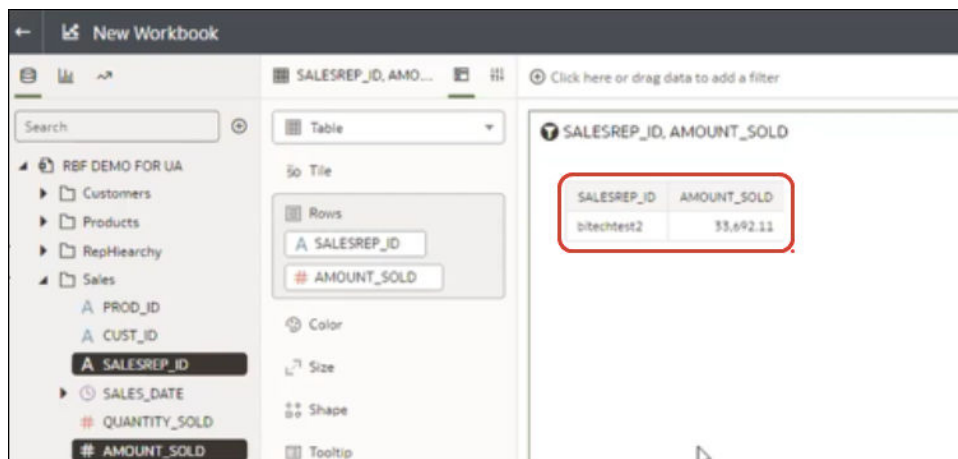 New Workbook
Search
RBF DEMO FOR UA
Customers
Products
RepHiearchy
Sales
A PROD_ID
A CUST_ID
A SALESREP_ID
SALES_DATE
# QUANTITY_SOLD
# AMOUNT_SOLD
SALESREP_ID, AMO...
Table
Tile
Rows
A SALESREP_ID
# AMOUNT_SOLD
Color
Size
Shape
Tooltip
Click here or drag data to add a filter
T SALESREP_ID, AMOUNT_SOLD
SALESREP_ID AMOUNT_SOLD
bitechtest2 33,692.11